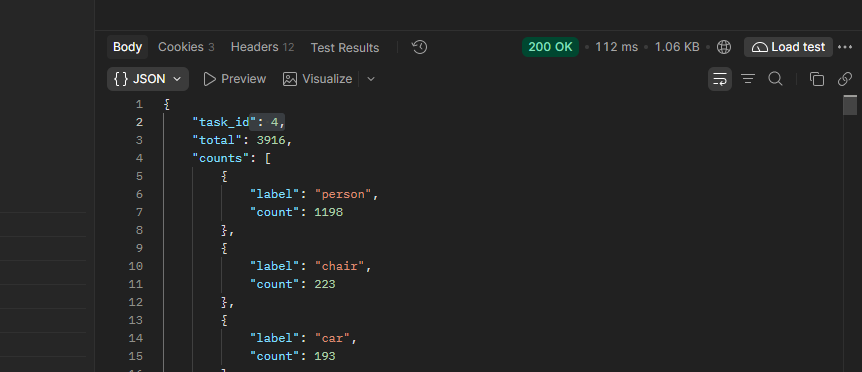 Body Cookies 3 Headers 12 Test Results 200 OK • 112 ms • 1.06 KB • Load test •••
{} JSON Preview Visualize
1 {
2 "task_id": 4,
3 "total": 3916,
4 "counts": [
5 {
6 "label": "person",
7 "count": 1198
8 },
9 {
10 "label": "chair",
11 "count": 223
12 },
13 {
14 "label": "car",
15 "count": 193